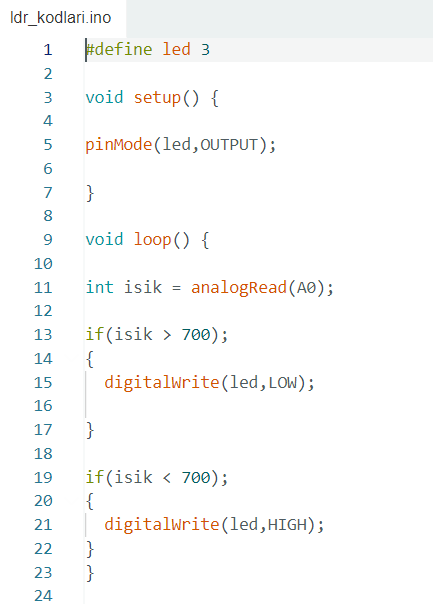 ldr_kodlari.ino
1 #define led 3
2
3 void setup() {
4
5 pinMode(led,OUTPUT);
6
7 }
8
9 void loop() {
10
11 int isik = analogRead(A0);
12
13 if(isik > 700);
14 {
15 digitalWrite(led,LOW);
16
17 }
18
19 if(isik < 700);
20 {
21 digitalWrite(led,HIGH);
22 }
23 }
24